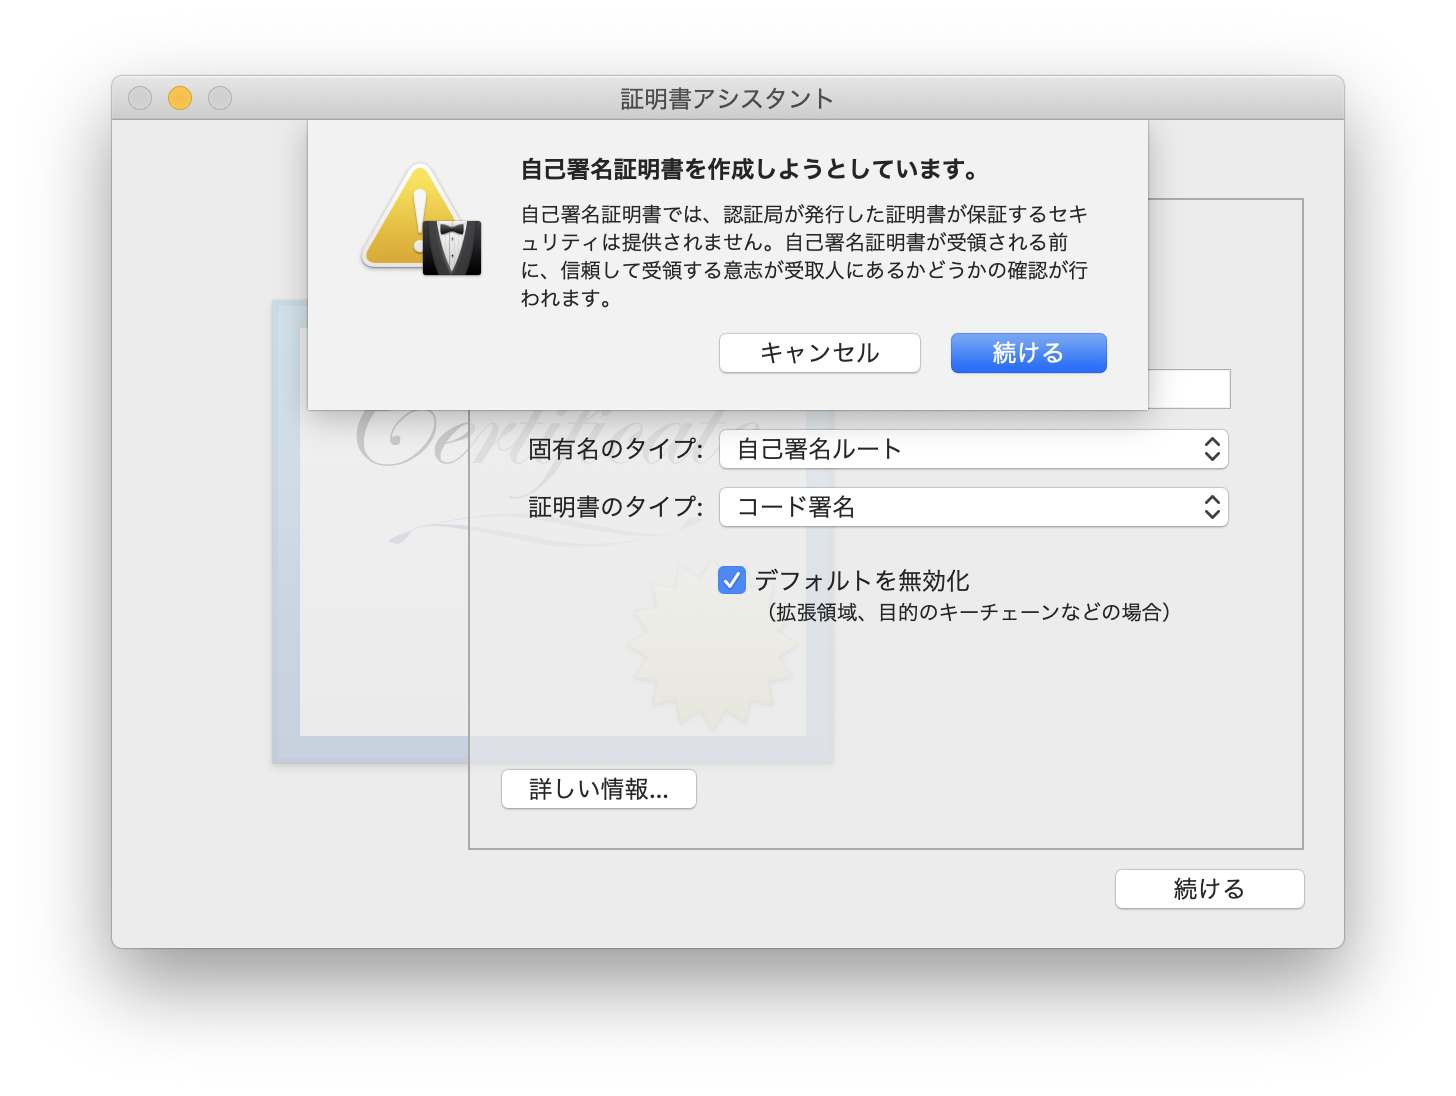 証明書アシスタント
自己署名証明書を作成しようとしています。
自己署名証明書では、認証局が発行した証明書が保証するセキ
ュリティは提供されません。自己署名証明書が受領される前
に、信頼して受領する意志が受取人にあるかどうかの確認が行
われます。
キャンセル
続ける
Certificate
固有名のタイプ: 自己署名ルート
証明書のタイプ: コード署名
デフォルトを無効化
（拡張領域、目的のキーチェーンなどの場合）
詳しい情報...
続ける